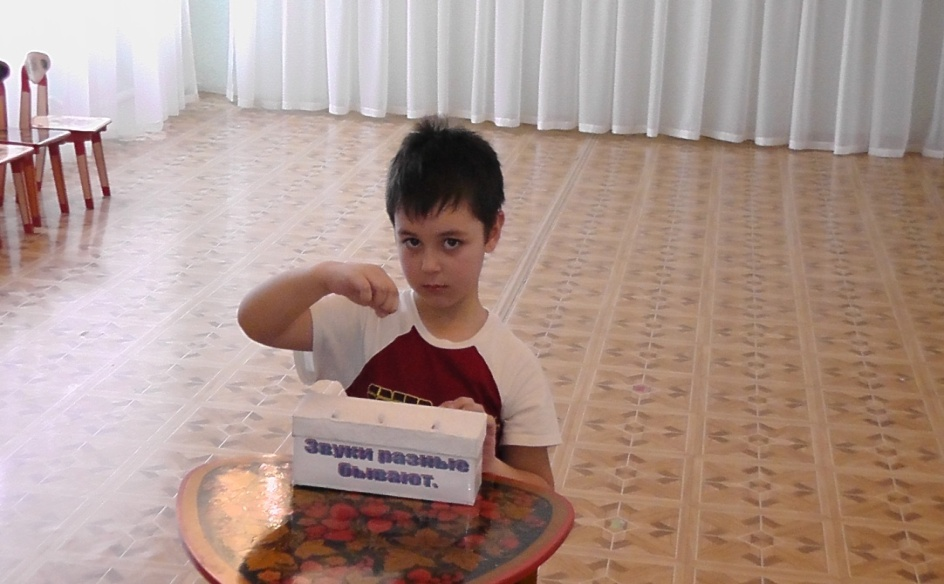 Звуки разные
бывают.